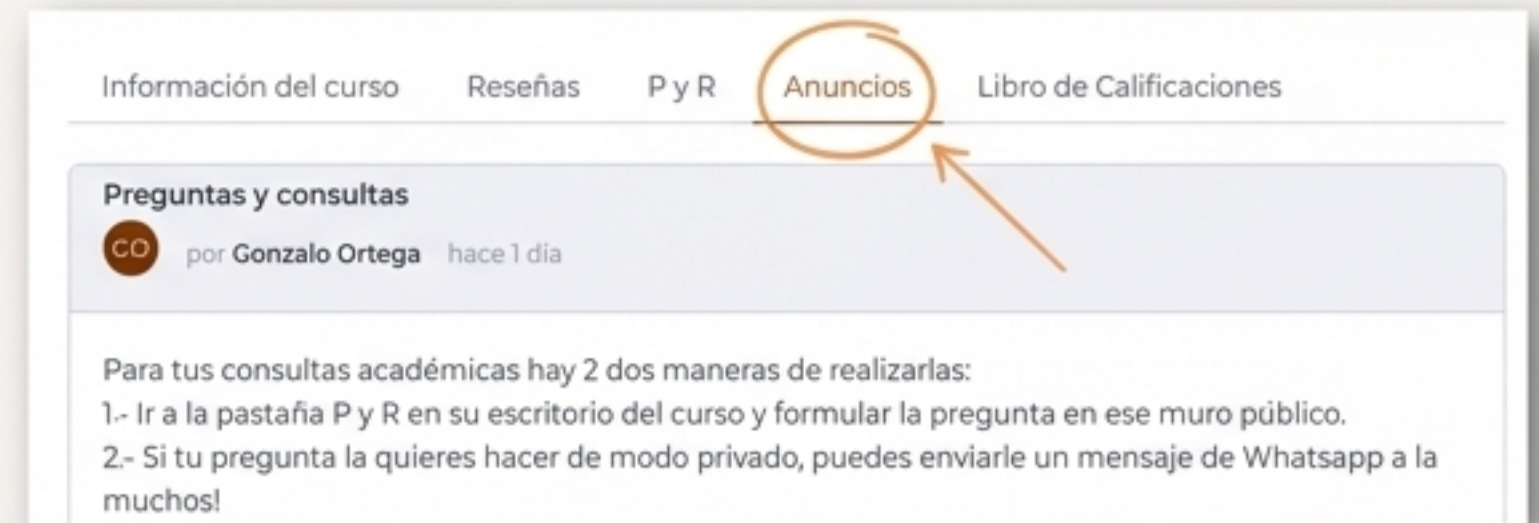 Información del curso Reseñas P y R Anuncios Libro de Calificaciones
Preguntas y consultas
CO por Gonzalo Ortega hace 1 día
Para tus consultas académicas hay 2 dos maneras de realizarlas:
1.- Ir a la pastaña P y R en su escritorio del curso y formular la pregunta en ese muro público.
2.- Si tu pregunta la quieres hacer de modo privado, puedes enviarle un mensaje de Whatsapp a la
muchos!